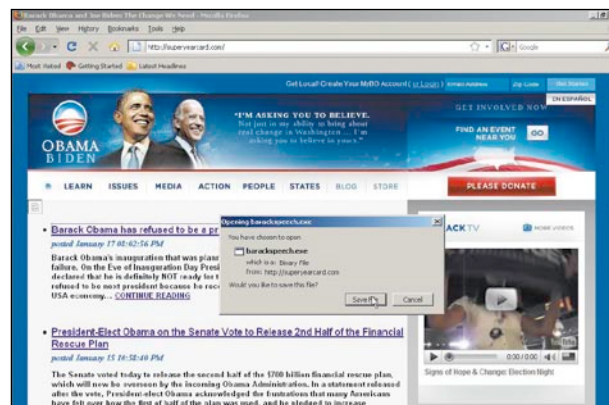 Barack Obama and Joe Biden: The Change We Need - Mozilla Firefox
File Edit View History Bookmarks Tools Help
http://superyearcard.com/
Google
Most Visited Getting Started Latest Headlines
Get Local! Create Your MyBO Account ( or Login ) Email Address Zip Code
EN ESPAÑOL
OBAMA
BIDEN
"I'M ASKING YOU TO BELIEVE.
Not just in my ability to bring about
real change in Washington ... I'm
asking you to believe in yours."
GET INVOLVED NOW
FIND AN EVENT
NEAR YOU
GO
LEARN ISSUES MEDIA ACTION PEOPLE STATES BLOG STORE
PLEASE DONATE
Barack Obama has refused to be a pr
posted January 17 01:02:56 PM
Barack Obama's inauguration that was plan
failure. On the Eve of Inauguration Day Presi
declared that he is definitely NOT ready for t
refused to be next president because he rec
USA economy... CONTINUE READING
Opening barackspeech.exe
You have chosen to open
barackspeech.exe
which is a: Binary File
from: http://superyearcard.com
Would you like to save this file?
Save File
Cancel
ACKTV
MORE VIDEOS
0:00 / 0:00
Signs of Hope & Change: Election Night
President-Elect Obama on the Senate Vote to Release 2nd Half of the Financial
Rescue Plan
posted January 15 10:58:40 PM
The Senate voted today to release the second half of the $700 billion financial rescue plan,
which will now be overseen by the incoming Obama Administration. In a statement released
after the vote, President-elect Obama acknowledged the frustrations that many Americans
have felt over how the first of half of the plan was used, and he pledged to increase